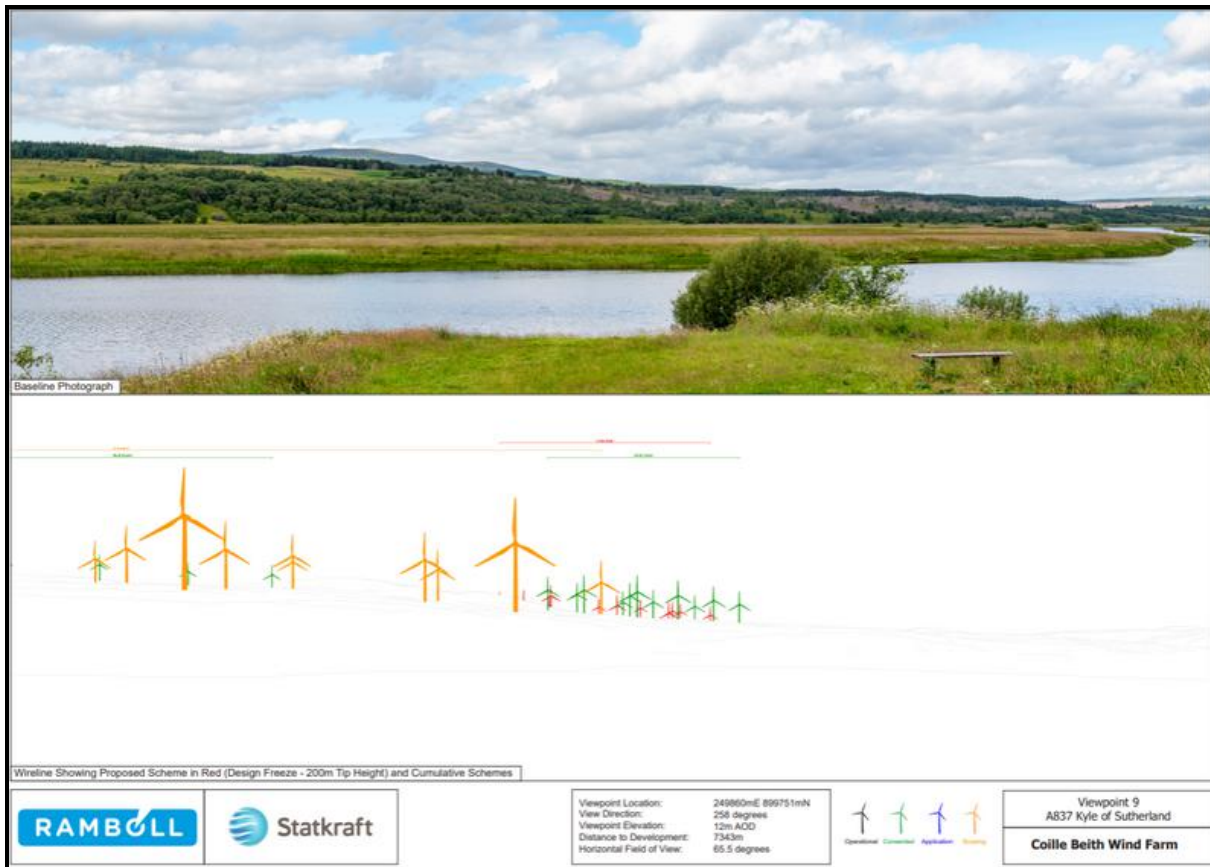 Baseline Photograph
Wireline Showing Proposed Scheme in Red (Design Freeze - 200m Tip Height) and Cumulative Schemes
RAMBOLL
Statkraft
Viewpoint Location: 249860mE 899751mN
View Direction: 258 degrees
Viewpoint Elevation: 12m AOD
Distance to Development: 7343m
Horizontal Field of View: 65.5 degrees
Operational Consented Application Scoping
Viewpoint 9
A837 Kyle of Sutherland
Coille Beith Wind Farm